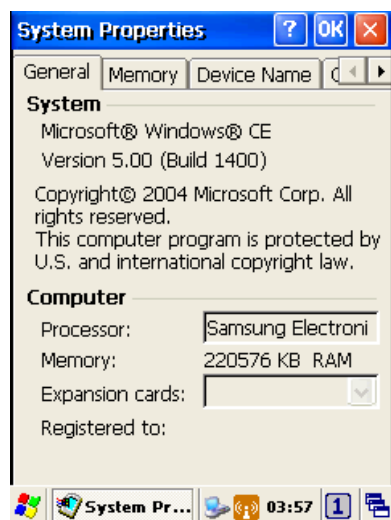 System Properties ? OK ×
General Memory Device Name
System
Microsoft® Windows® CE
Version 5.00 (Build 1400)
Copyright© 2004 Microsoft Corp. All
rights reserved.
This computer program is protected by
U.S. and international copyright law.
Computer
Processor: Samsung Electroni
Memory: 220576 KB RAM
Expansion cards:
Registered to:
System Pr... 03:57 1